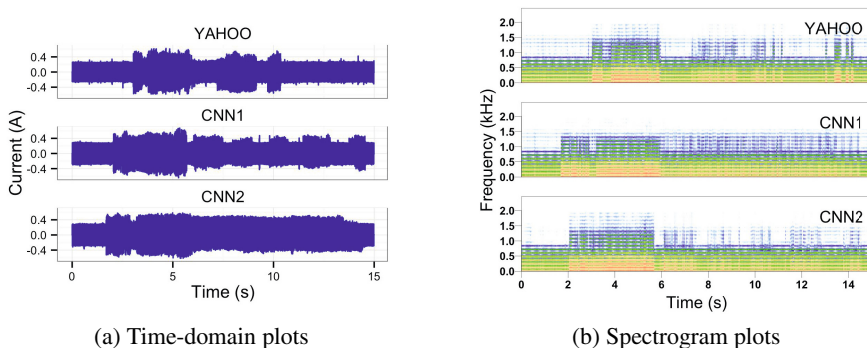 YAHOO
0.4
0.0
-0.4
CNN1
0.4
0.0
-0.4
CNN2
0.4
0.0
-0.4
Current (A)
0 5 10 15
Time (s)
(a) Time-domain plots
YAHOO
2.0
1.5
1.0
0.5
0.0
CNN1
2.0
1.5
1.0
0.5
0.0
CNN2
2.0
1.5
1.0
0.5
0.0
Frequency (kHz)
0 2 4 6 8 10 12 14
Time (s)
(b) Spectrogram plots